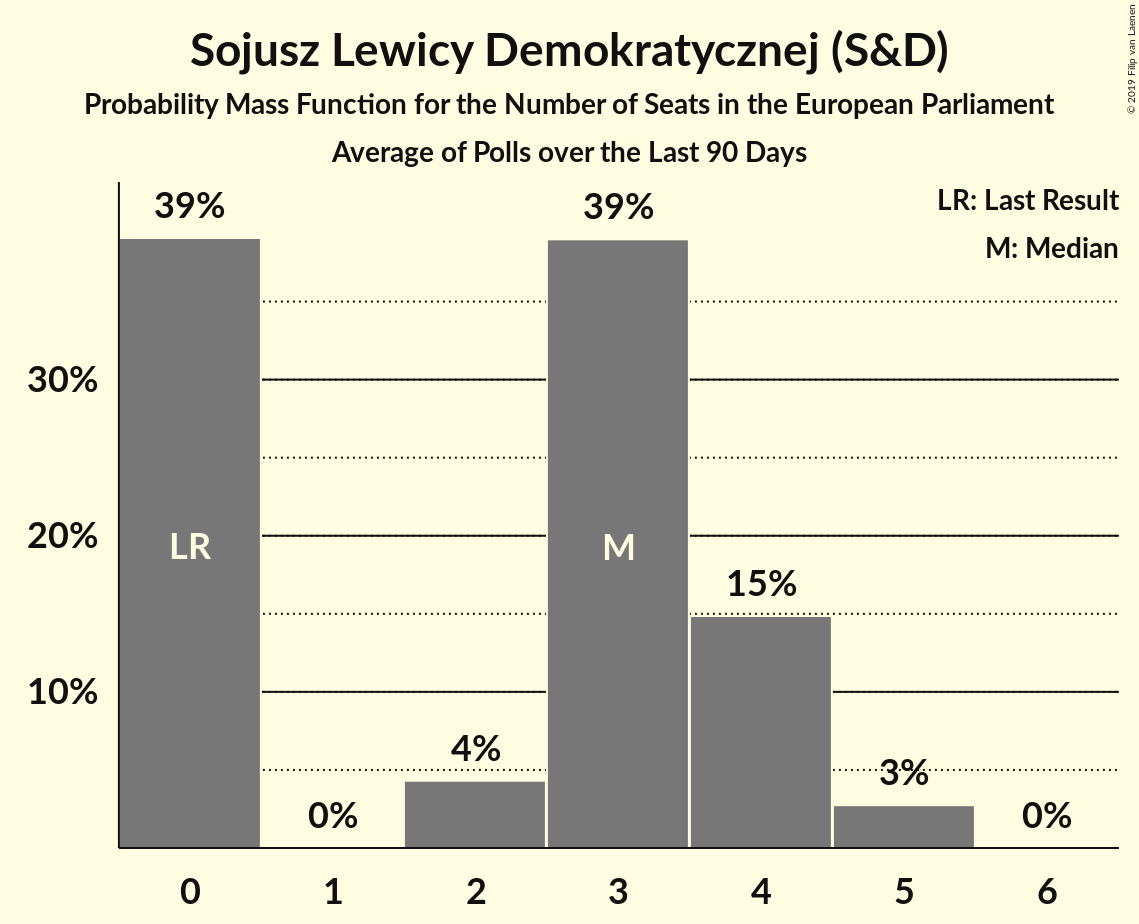 Sojusz Lewicy Demokratycznej (S&D)
Probability Mass Function for the Number of Seats in the European Parliament
Average of Polls over the Last 90 Days
© 2019 Filip van Laenen
LR: Last Result
M: Median
39%
39%
30%
20%
LR
M
15%
10%
4%
3%
0%
0%
0
1
2
3
4
5
6